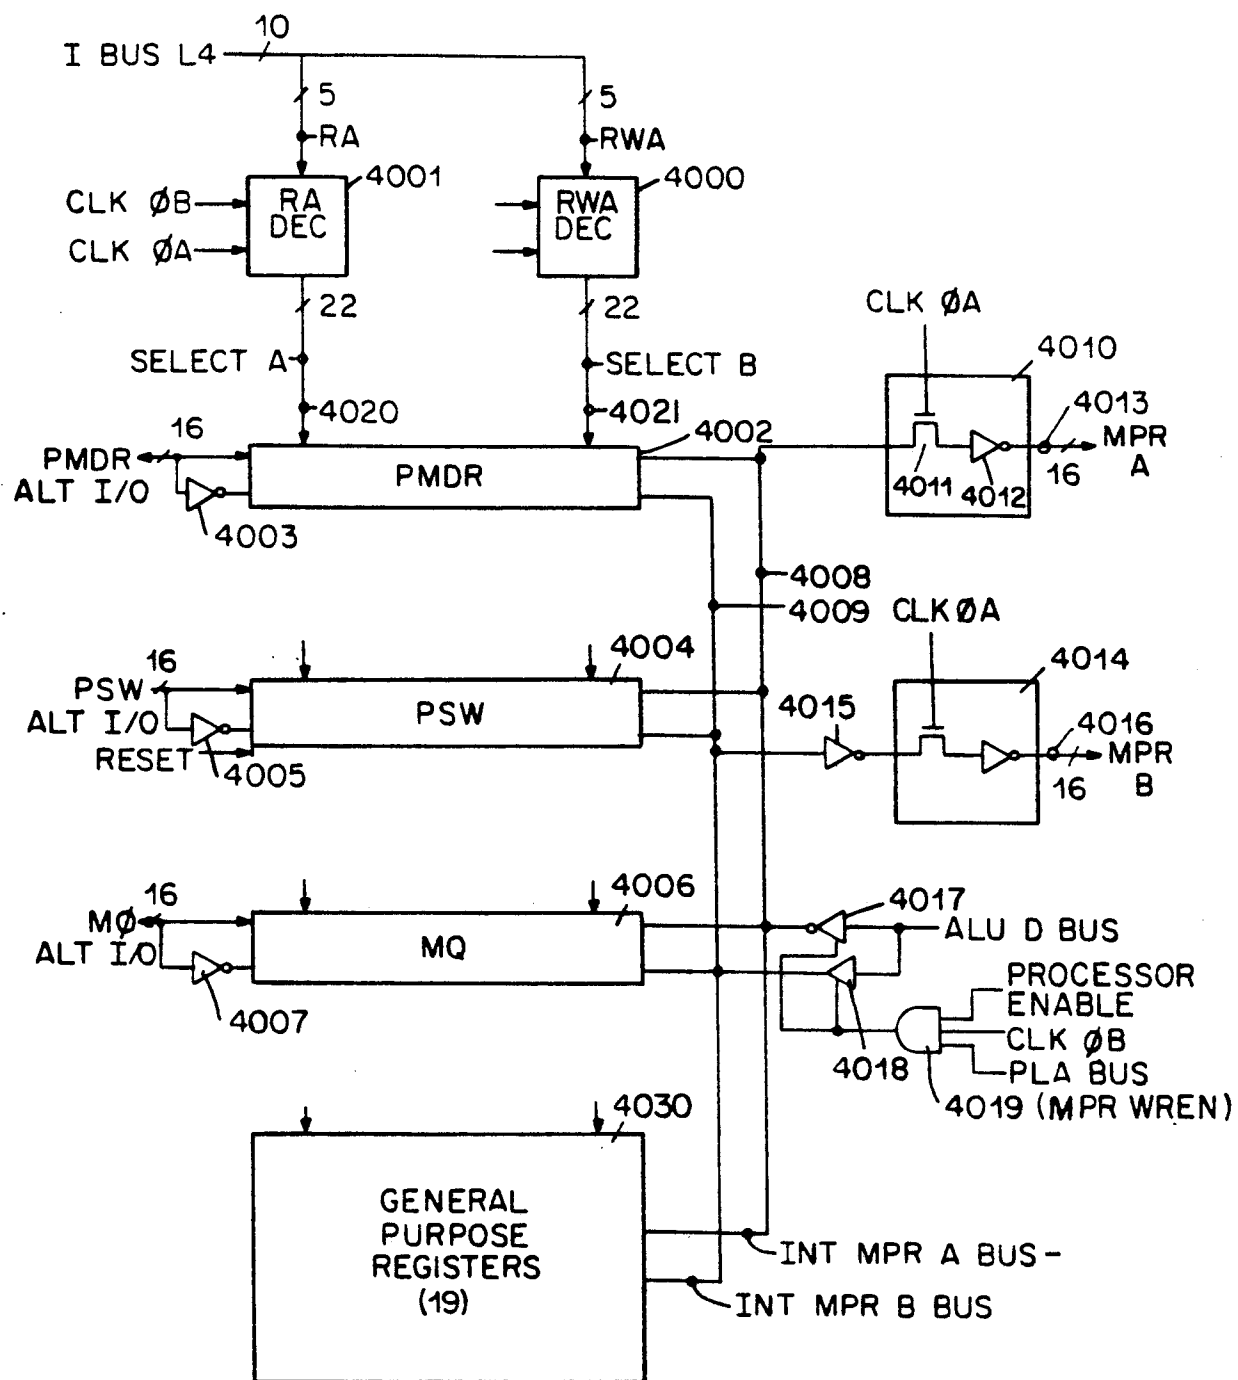 I BUS L4
10
5
5
RA
RWA
4001
4000
CLK ØB
CLK ØA
RA
DEC
RWA
DEC
22
22
CLK ØA
SELECT A
SELECT B
4010
4020
4021
4013
16
4002
MPR
A
PMDR
ALT I/O
PMDR
4011
4012
16
4003
4008
4009
CLK ØA
16
4004
4014
PSW
ALT I/O
PSW
4015
4016
RESET
4005
MPR
B
16
16
4006
4017
MØ
ALT I/O
MQ
ALU D BUS
4007
PROCESSOR
ENABLE
CLK ØB
4018
PLA BUS
4019 (MPR WREN)
4030
GENERAL
PURPOSE
REGISTERS
(19)
INT MPR A BUS-
INT MPR B BUS